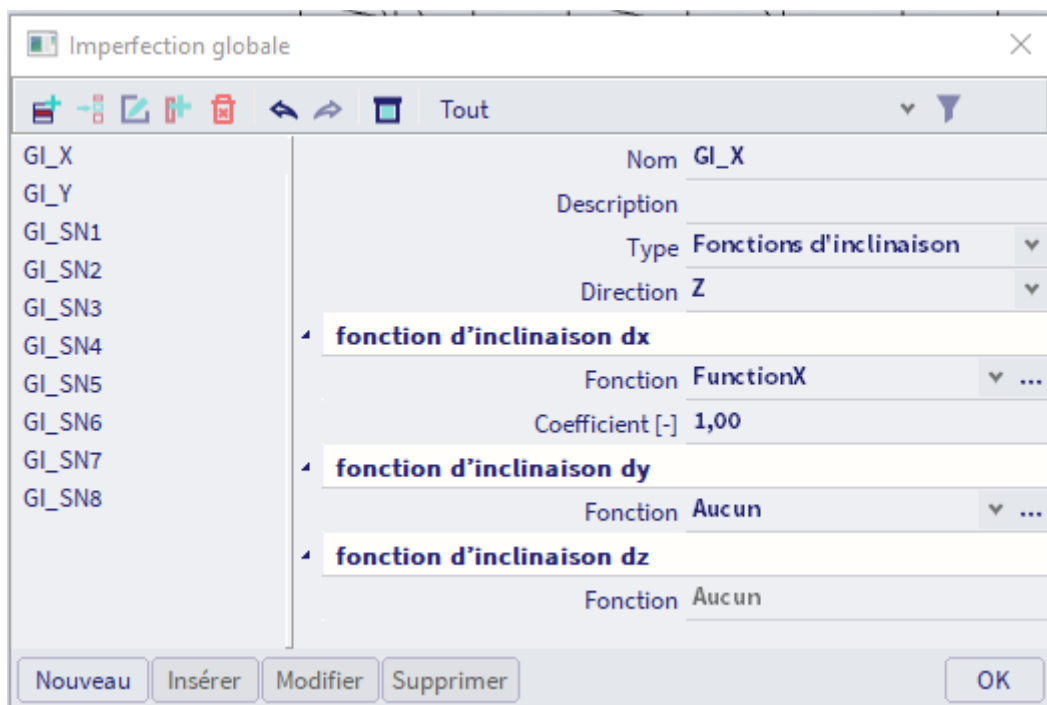 Imperfection globale
Tout
GI_X
GI_Y
GI_SN1
GI_SN2
GI_SN3
GI_SN4
GI_SN5
GI_SN6
GI_SN7
GI_SN8
Nom GI_X
Description
Type Fonctions d'inclinaison
Direction Z
fonction d'inclinaison dx
Fonction FunctionX ...
Coefficient [-] 1,00
fonction d'inclinaison dy
Fonction Aucun ...
fonction d'inclinaison dz
Fonction Aucun
Nouveau Insérer Modifier Supprimer OK